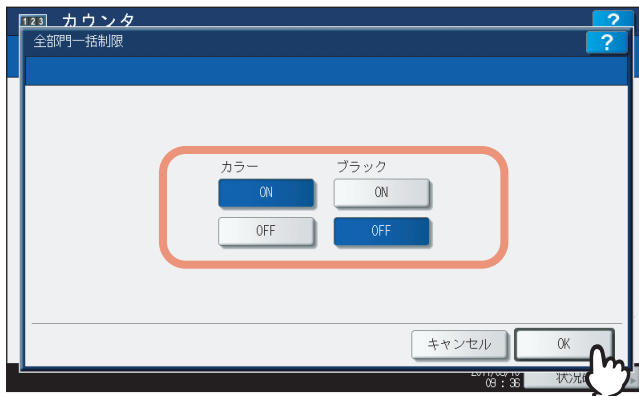 123 カウンタ ?
全部門一括制限 ?
カラー ブラック
ON ON
OFF OFF
キャンセル OK
09:36 状況